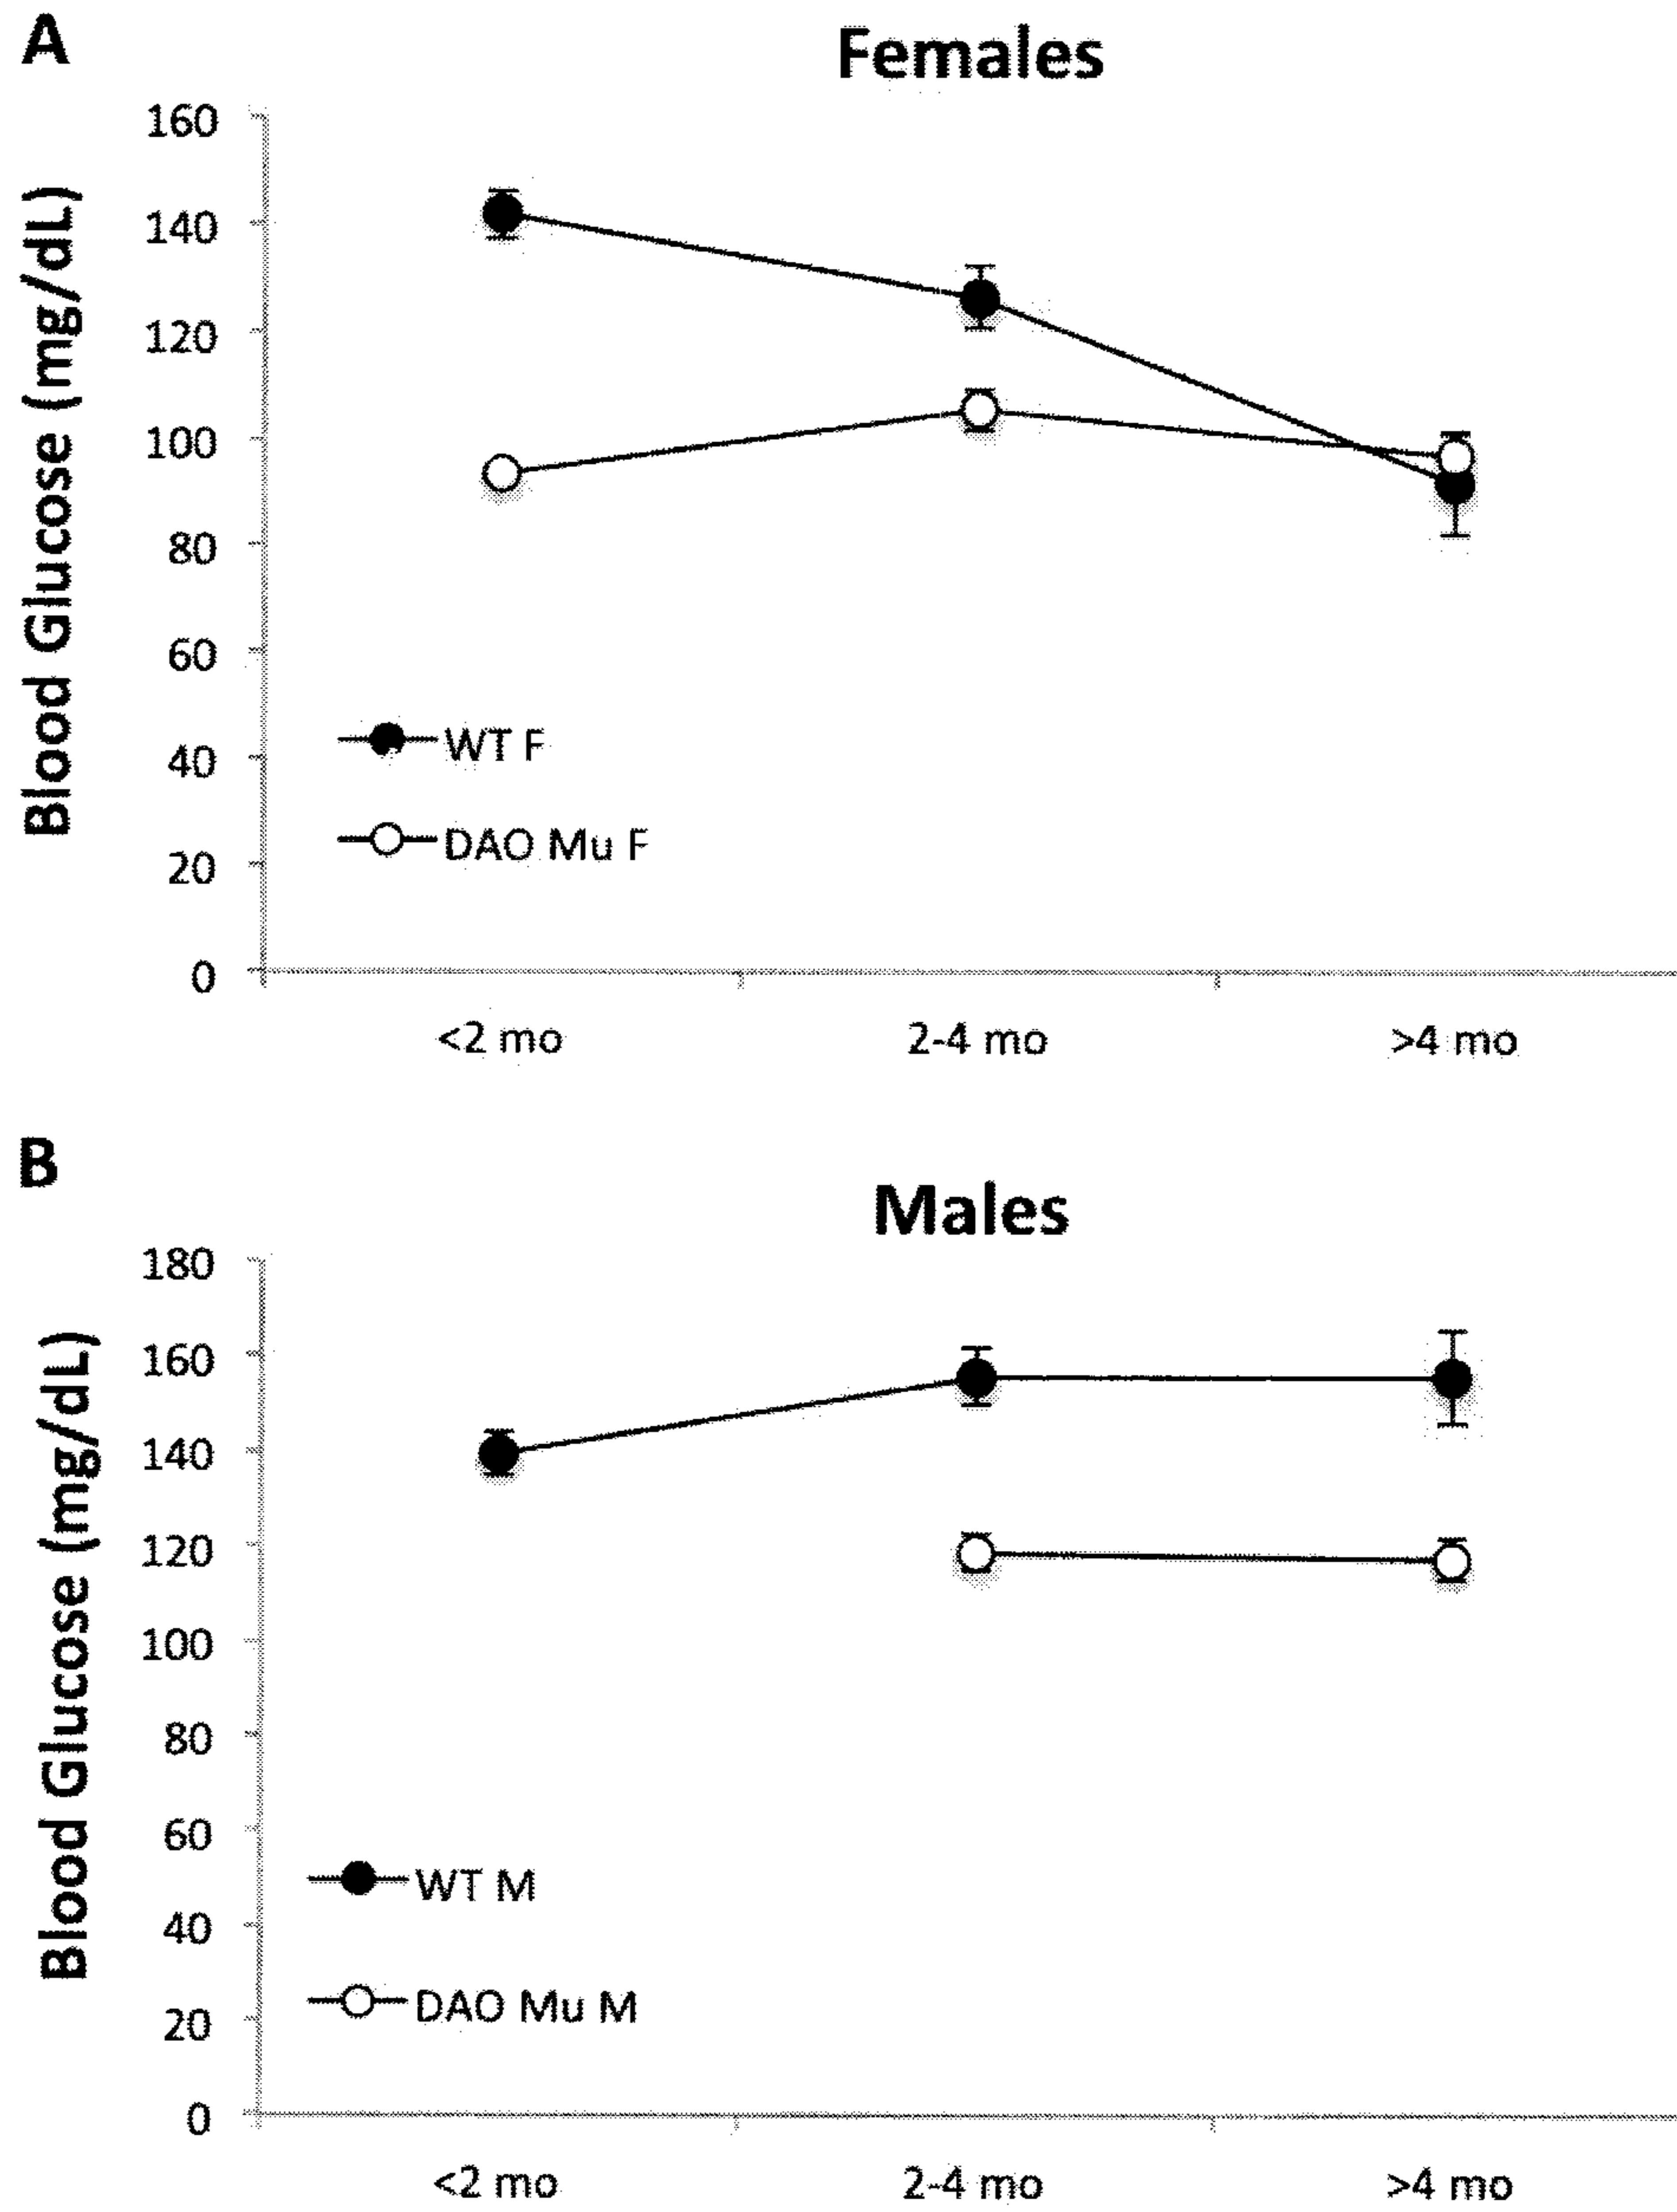 A
Females
160
140
120
100
80
60
40
20
0
Blood Glucose (mg/dL)
WT F
DAO Mu F
<2 mo 2-4 mo >4 mo
B
Males
180
160
140
120
100
80
60
40
20
0
Blood Glucose (mg/dL)
WT M
DAO Mu M
<2 mo 2-4 mo >4 mo